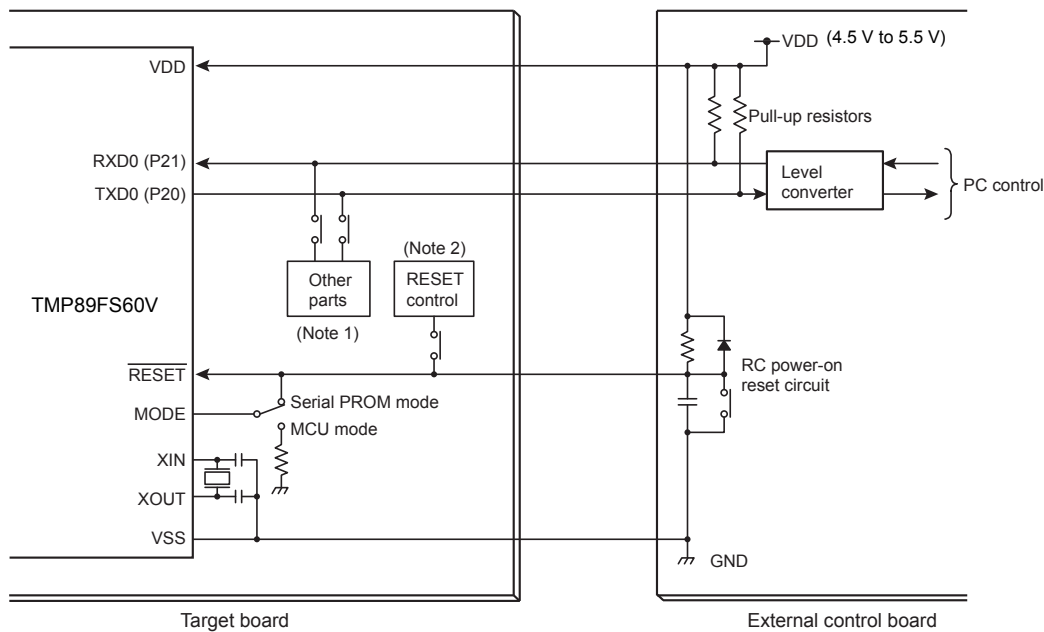 VDD (4.5 V to 5.5 V)
VDD
Pull-up resistors
RXD0 (P21)
TXD0 (P20)
Level
converter
PC control
(Note 2)
Other
parts
RESET
control
(Note 1)
TMP89FS60V
RESET
RC power-on
reset circuit
Serial PROM mode
MODE
MCU mode
XIN
XOUT
VSS
GND
Target board
External control board